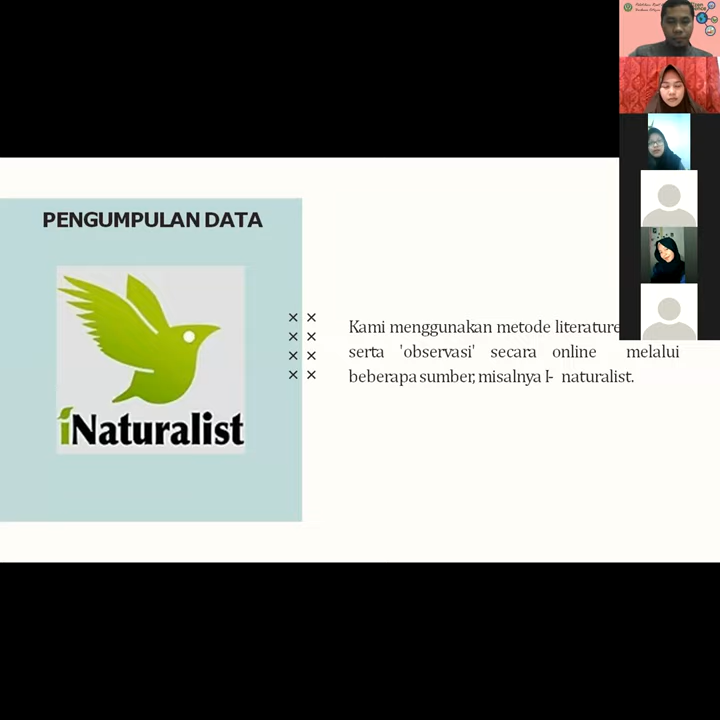 PENGUMPULAN DATA
iNaturalist
Kami menggunakan metode literature
serta 'observasi' secara online melalui
beberapa sumber, misalnya I- naturalist.